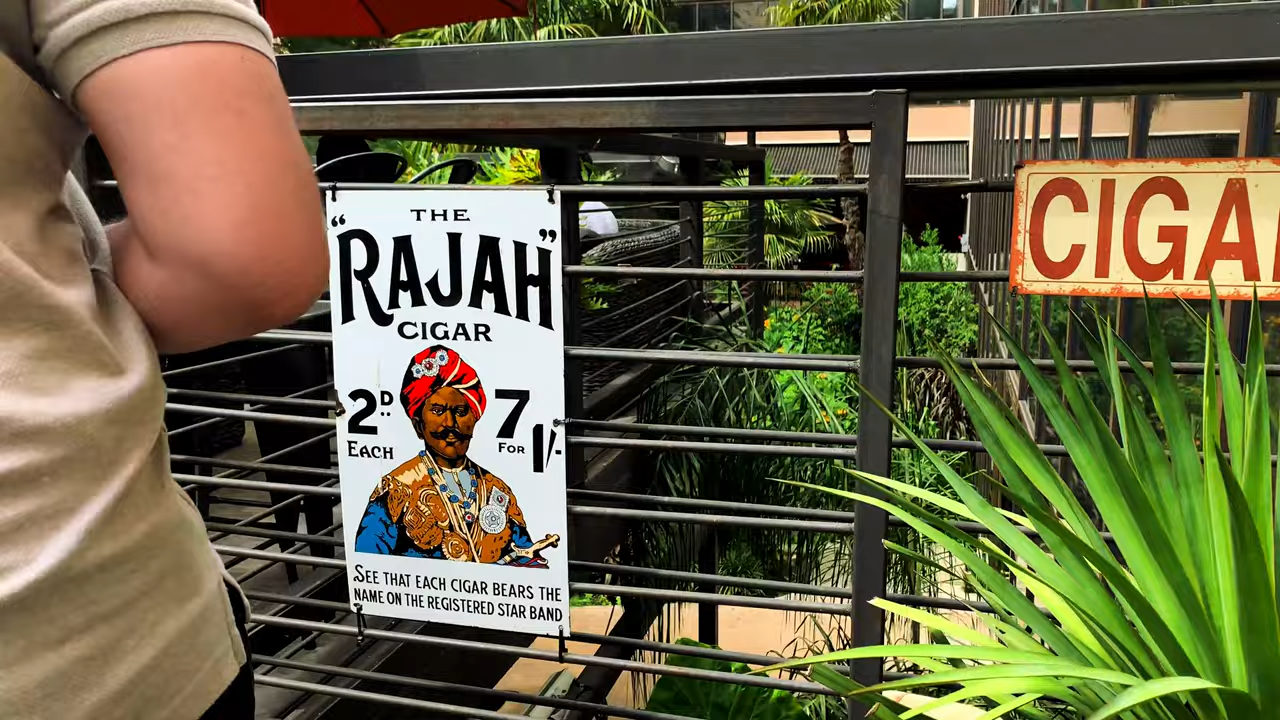 THE
“RAJAH”
CIGAR
2D
EACH
7
FOR 1/-
SEE THAT EACH CIGAR BEARS THE
NAME ON THE REGISTERED STAR BAND
CIGA